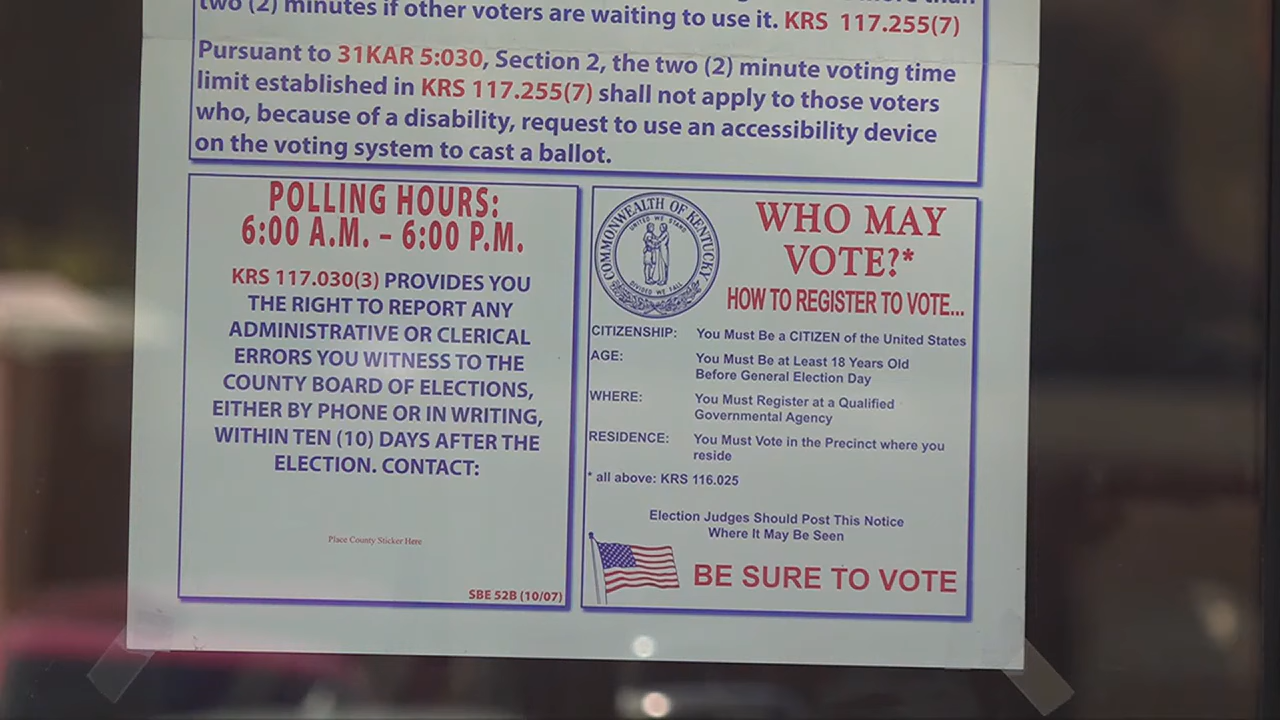 two (2) minutes if other voters are waiting to use it. KRS 117.255(7)
Pursuant to 31KAR 5:030, Section 2, the two (2) minute voting time
limit established in KRS 117.255(7) shall not apply to those voters
who, because of a disability, request to use an accessibility device
on the voting system to cast a ballot.
POLLING HOURS:
6:00 A.M. – 6:00 P.M.
KRS 117.030(3) PROVIDES YOU
THE RIGHT TO REPORT ANY
ADMINISTRATIVE OR CLERICAL
ERRORS YOU WITNESS TO THE
COUNTY BOARD OF ELECTIONS,
EITHER BY PHONE OR IN WRITING,
WITHIN TEN (10) DAYS AFTER THE
ELECTION. CONTACT:
Place County Sticker Here
SBE 52B (10/07)
COMMONWEALTH OF KENTUCKY
UNITED WE STAND
DIVIDED WE FALL
WHO MAY
VOTE?*
HOW TO REGISTER TO VOTE...
CITIZENSHIP: You Must Be a CITIZEN of the United States
AGE: You Must Be at Least 18 Years Old
Before General Election Day
WHERE: You Must Register at a Qualified
Governmental Agency
RESIDENCE: You Must Vote in the Precinct where you
reside
* all above: KRS 116.025
Election Judges Should Post This Notice
Where It May Be Seen
BE SURE TO VOTE